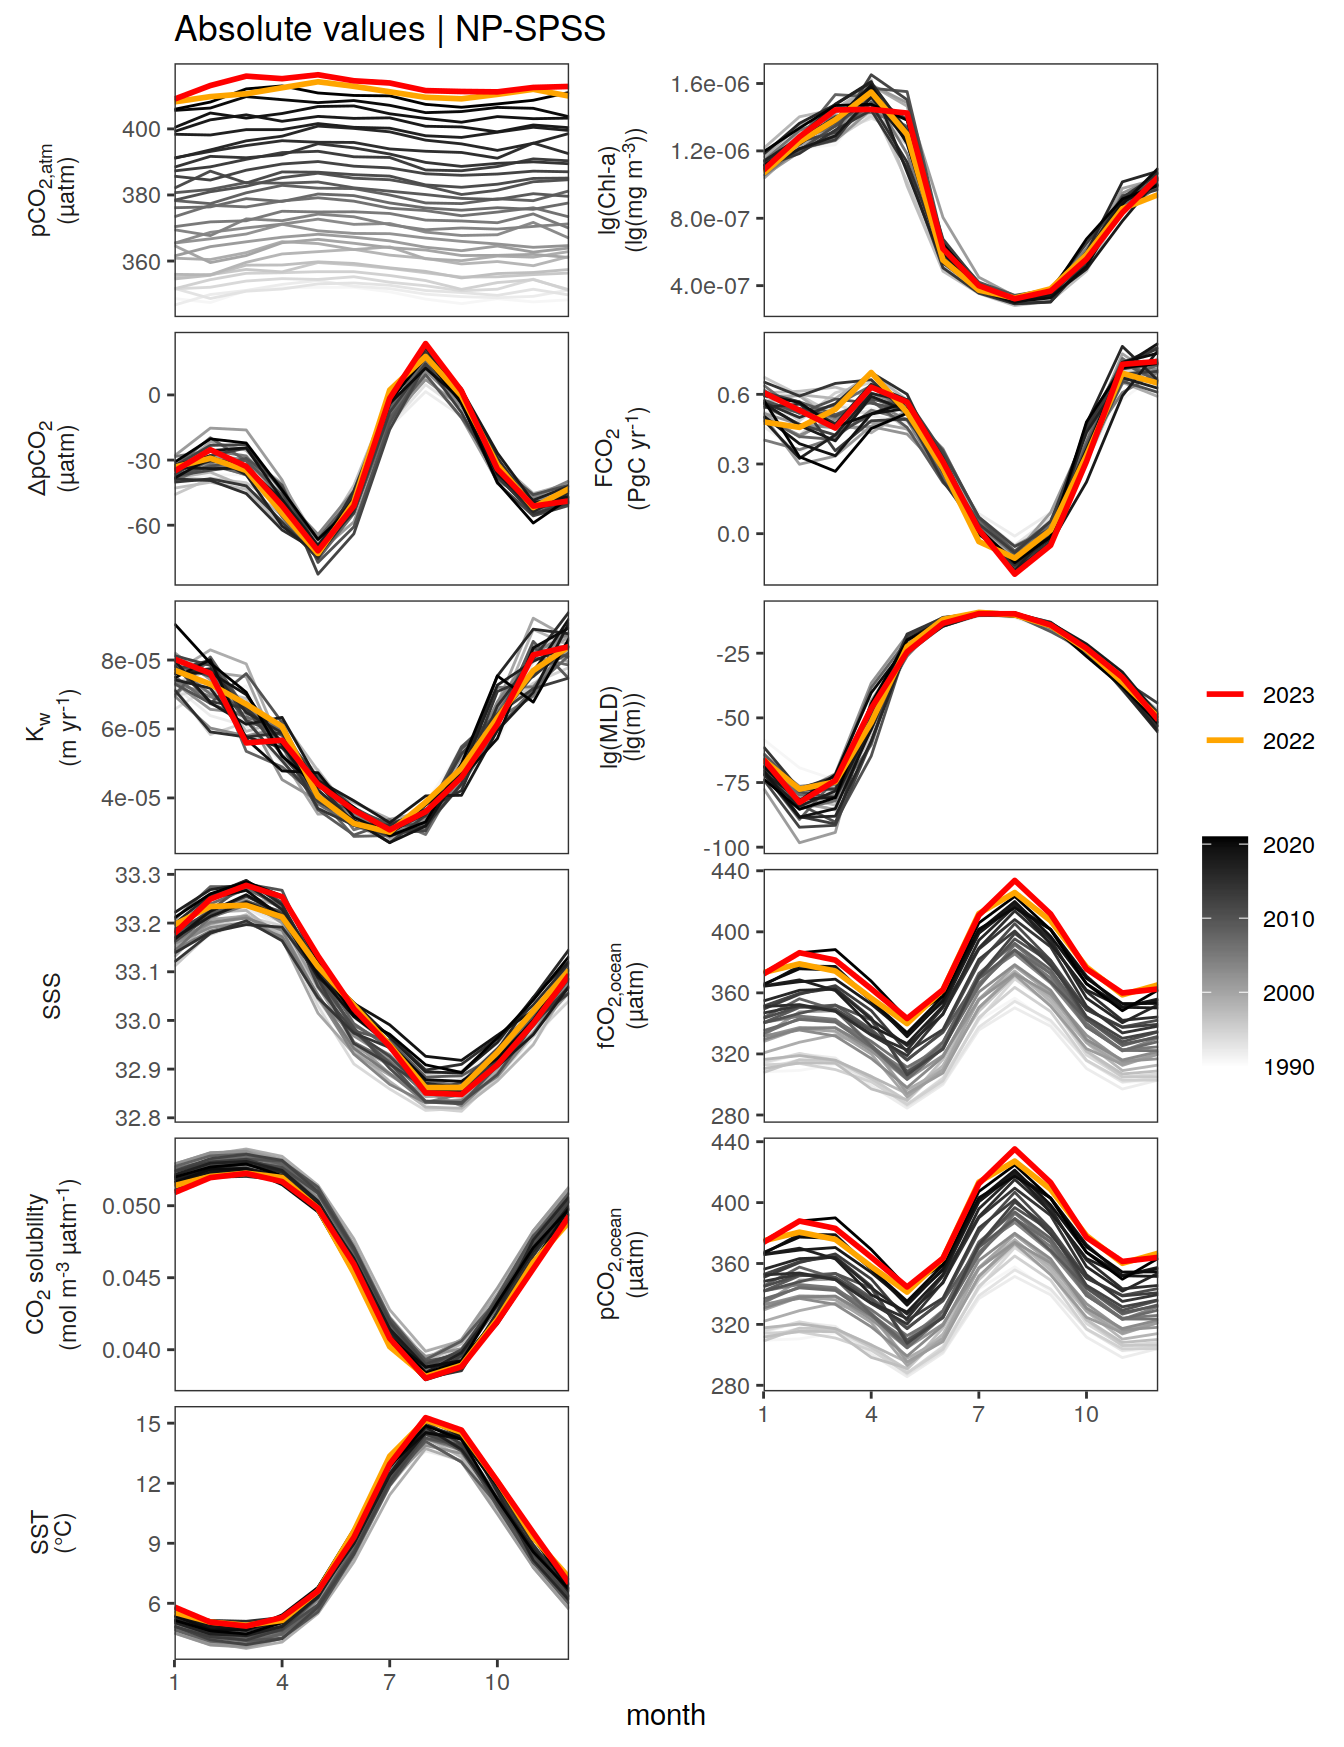 Absolute values | NP-SPSS
pCO2,atm
(µatm)
400
380
360
lg(Chl-a)
(lg(mg m-3))
1.6e-06
1.2e-06
8.0e-07
4.0e-07
ΔpCO2
(µatm)
0
-30
-60
FCO2
(PgC yr-1)
0.6
0.3
0.0
Kw
(m yr-1)
8e-05
6e-05
4e-05
lg(MLD)
(lg(m))
-25
-50
-75
-100
SSS
33.3
33.2
33.1
33.0
32.9
32.8
fCO2,ocean
(µatm)
440
400
360
320
280
CO2 solubility
(mol m-3 µatm-1)
0.050
0.045
0.040
pCO2,ocean
(µatm)
440
400
360
320
280
1 4 7 10
SST
(°C)
15
12
9
6
1 4 7 10
month
2023
2022
2020
2010
2000
1990